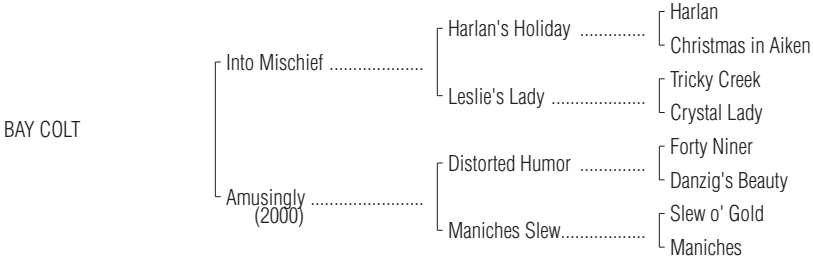 Harlan
Harlan's Holiday ..............
Christmas in Aiken
Into Mischief ....................
Tricky Creek
Leslie's Lady ....................
Crystal Lady
BAY COLT
Forty Niner
Distorted Humor ..............
Danzig's Beauty
Amusingly ........................
(2000)
Slew o' Gold
Maniches Slew..................
Maniches